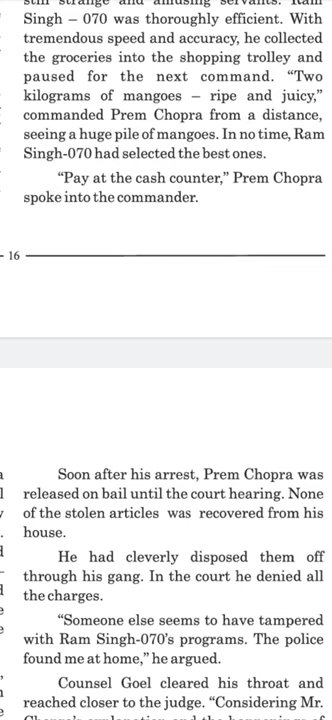 still strange and amusing servants. Ram
Singh – 070 was thoroughly efficient. With
tremendous speed and accuracy, he collected
the groceries into the shopping trolley and
paused for the next command. “Two
kilograms of mangoes – ripe and juicy,”
commanded Prem Chopra from a distance,
seeing a huge pile of mangoes. In no time, Ram
Singh-070 had selected the best ones.
“Pay at the cash counter,” Prem Chopra
spoke into the commander.
16
Soon after his arrest, Prem Chopra was
released on bail until the court hearing. None
of the stolen articles was recovered from his
house.
He had cleverly disposed them off
through his gang. In the court he denied all
the charges.
“Someone else seems to have tampered
with Ram Singh-070’s programs. The police
found me at home,” he argued.
Counsel Goel cleared his throat and
reached closer to the judge. “Considering Mr.